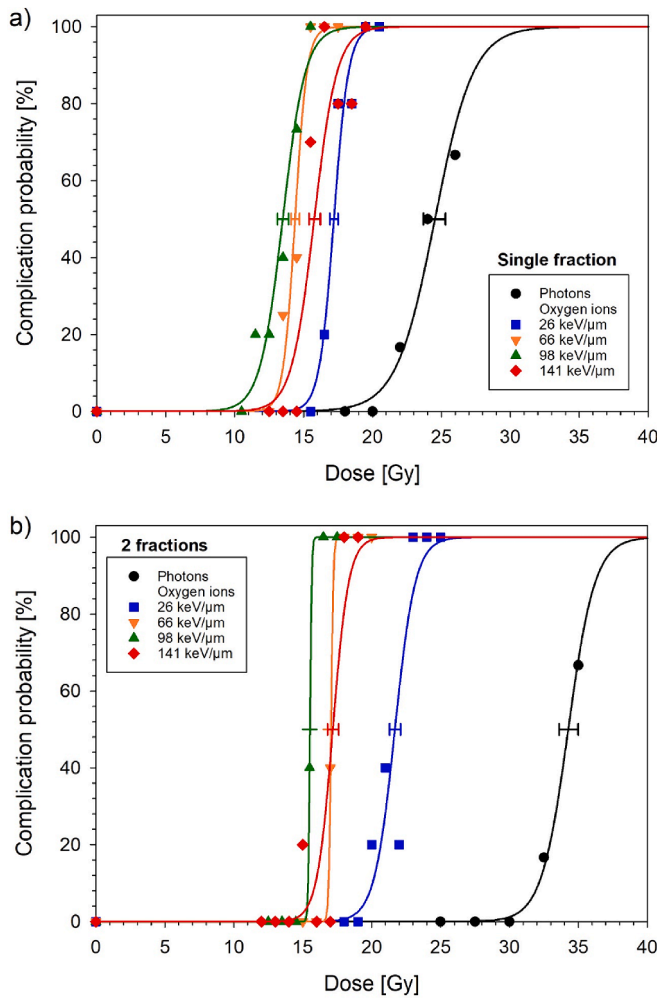 a)
Complication probability [%]
100
80
60
40
20
0
Single fraction
Photons
Oxygen ions
26 keV/µm
66 keV/µm
98 keV/µm
141 keV/µm
0 5 10 15 20 25 30 35 40
Dose [Gy]
b)
Complication probability [%]
100
80
60
40
20
0
2 fractions
Photons
Oxygen ions
26 keV/µm
66 keV/µm
98 keV/µm
141 keV/µm
0 5 10 15 20 25 30 35 40
Dose [Gy]